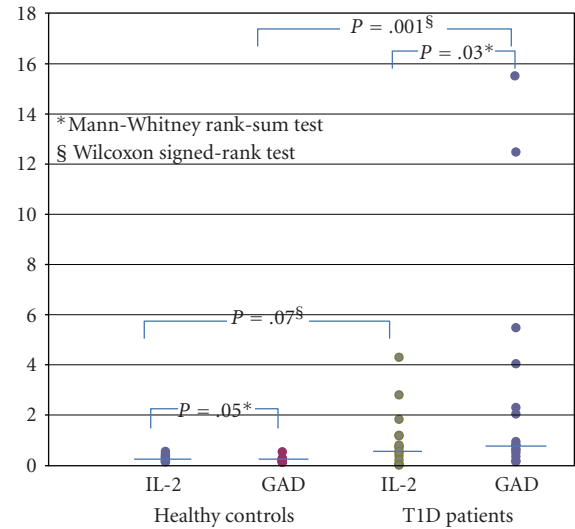 18
16
14
12
10
8
6
4
2
0
P = .001§
P = .03*
*Mann-Whitney rank-sum test
§ Wilcoxon signed-rank test
P = .07§
P = .05*
IL-2 GAD IL-2 GAD
Healthy controls T1D patients